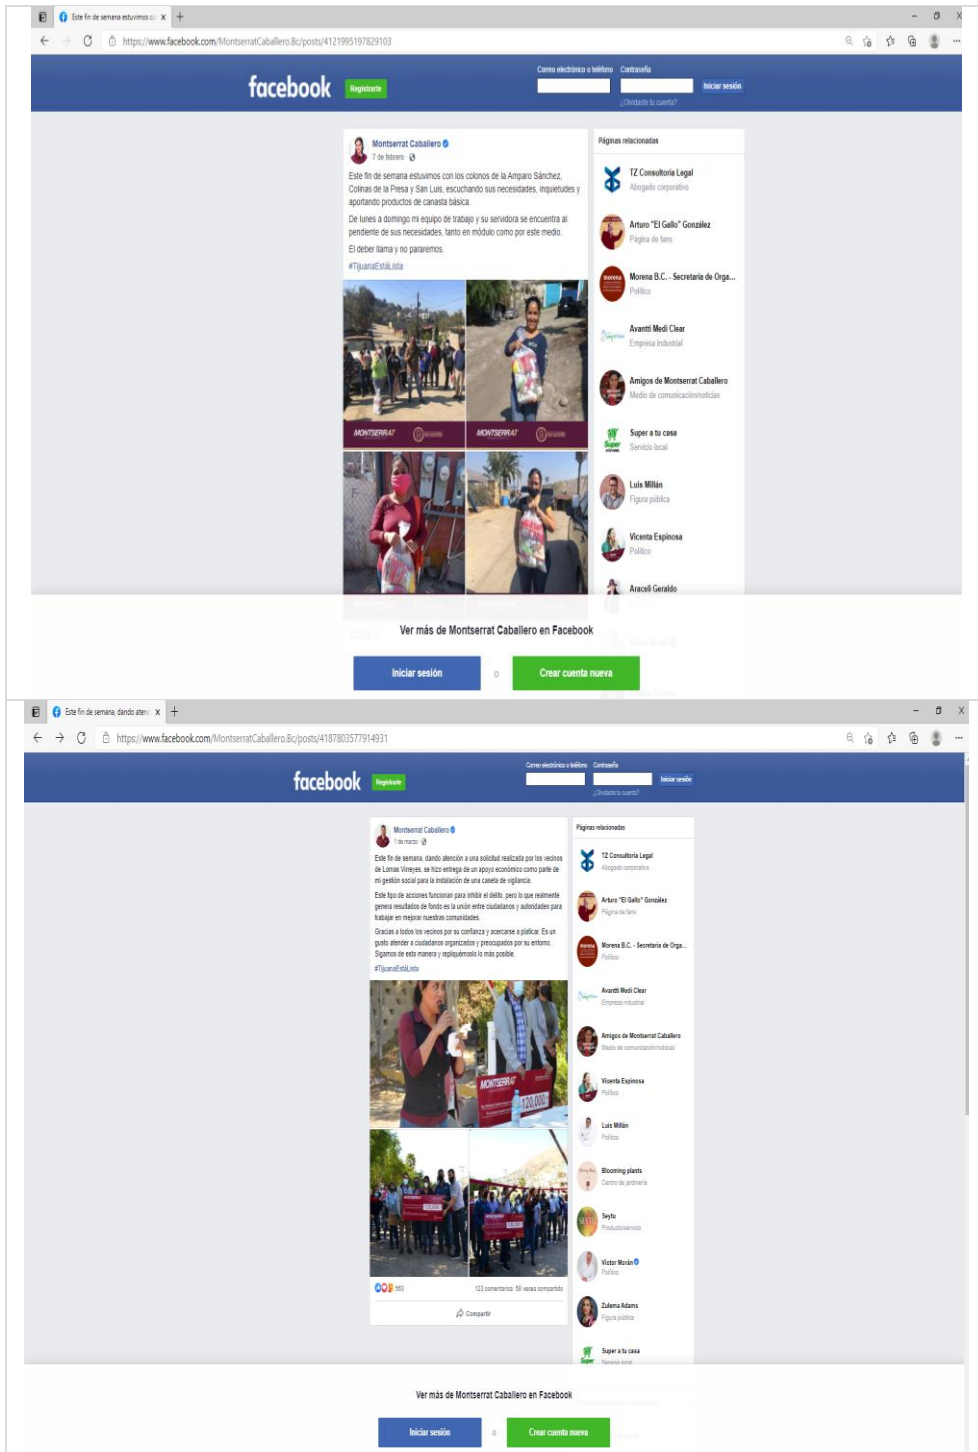 Este fin de semana estuvimos co
https://www.facebook.com/MontserratCaballero.Bc/posts/4121995197829103
facebook
Registrarte
Correo electrónico o teléfono
Contraseña
Iniciar sesión
¿Olvidaste tu cuenta?
Montserrat Caballero
7 de febrero
Este fin de semana estuvimos con los colonos de la Amparo Sánchez,
Colinas de la Presa y San Luis, escuchando sus necesidades, inquietudes y
aportando productos de canasta básica.
De lunes a domingo mi equipo de trabajo y su servidora se encuentra al
pendiente de sus necesidades, tanto en módulo como por este medio.
El deber llama y no pararemos.
#TijuanaEstáLista
MONTSERRAT
MONTSERRAT
Páginas relacionadas
TZ Consultoría Legal
Abogado corporativo
Arturo "El Gallo" González
Página de fans
morena
Morena B.C. - Secretaría de Orga...
Político
Avantti Medi Clear
Empresa industrial
Amigos de Montserrat Caballero
Medio de comunicación/noticias
Super
Super a tu casa
Servicio local
Luis Millán
Figura pública
Vicenta Espinosa
Político
Araceli Geraldo
Ver más de Montserrat Caballero en Facebook
Iniciar sesión
o
Crear cuenta nueva
Este fin de semana, dando atenc
https://www.facebook.com/MontserratCaballero.Bc/posts/4187803577914931
facebook
Registrarte
Correo electrónico o teléfono
Contraseña
Iniciar sesión
¿Olvidaste tu cuenta?
Montserrat Caballero
1 de marzo
Este fin de semana, dando atención a una solicitud realizada por los vecinos
de Lomas Vireyes, se hizo entrega de un apoyo económico como parte de
mi gestión social para la instalación de una caseta de vigilancia.
Este tipo de acciones funcionan para inhibir el delito, pero lo que realmente
genera resultados de fondo es la unión entre ciudadanos y autoridades para
trabajar en mejorar nuestras comunidades.
Gracias a todos los vecinos por su confianza y acercarse a platicar. Es un
gusto atender a ciudadanos organizados y preocupados por su entorno.
Sigamos de esta manera y repliquémoslo lo más posible.
#TijuanaEstáLista
MONTSERRAT
120,000
MONTSERRAT
120,000
MONTSERRAT
120,000
553
123 comentarios
58 veces compartido
Compartir
Páginas relacionadas
TZ Consultoría Legal
Abogado corporativo
Arturo "El Gallo" González
Página de fans
morena
Morena B.C. - Secretaría de Orga...
Político
Avantti Medi Clear
Empresa industrial
Amigos de Montserrat Caballero
Medio de comunicación/noticias
Vicenta Espinosa
Político
Luis Millán
Político
Blooming plants
Centro de jardinería
Seytu
Producto/servicio
Victor Morán
Político
Zulema Adams
Figura pública
Super
Super a tu casa
Servicio local
Ver más de Montserrat Caballero en Facebook
Iniciar sesión
o
Crear cuenta nueva